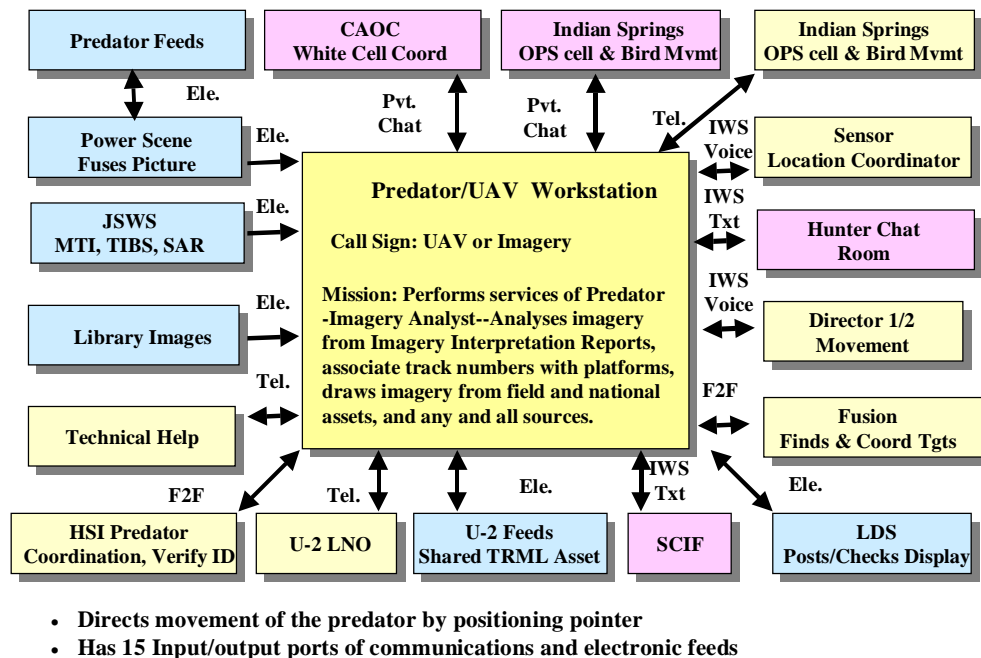 Predator Feeds
CAOC
White Cell Coord
Indian Springs
OPS cell & Bird Mvmt
Indian Springs
OPS cell & Bird Mvmt
Ele.
Pvt.
Chat
Pvt.
Chat
Tel.
Power Scene
Fuses Picture
Ele.
IWS
Voice
Sensor
Location Coordinator
JSWS
MTI, TIBS, SAR
Ele.
IWS
Txt
Hunter Chat
Room
Predator/UAV Workstation
Call Sign: UAV or Imagery
Mission: Performs services of Predator
-Imagery Analyst--Analyses imagery
from Imagery Interpretation Reports,
associate track numbers with platforms,
draws imagery from field and national
assets, and any and all sources.
Library Images
Ele.
IWS
Voice
Director 1/2
Movement
Tel.
Technical Help
F2F
Fusion
Finds & Coord Tgts
F2F
Tel.
Ele.
IWS
Txt
Ele.
HSI Predator
Coordination, Verify ID
U-2 LNO
U-2 Feeds
Shared TRML Asset
SCIF
LDS
Posts/Checks Display
• Directs movement of the predator by positioning pointer
• Has 15 Input/output ports of communications and electronic feeds